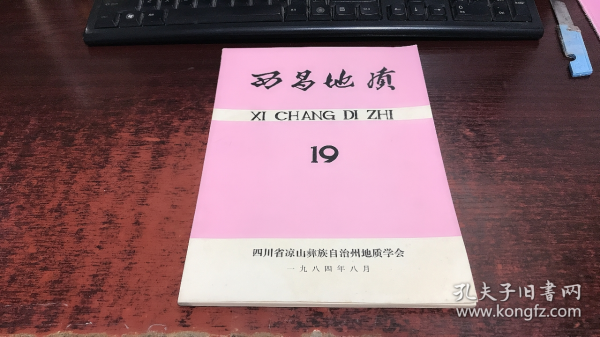 西昌地质
XI CHANG DI ZHI
19
四川省凉山彝族自治州地质学会
一九八四年八月
孔夫子旧书网
www.kongfz.com